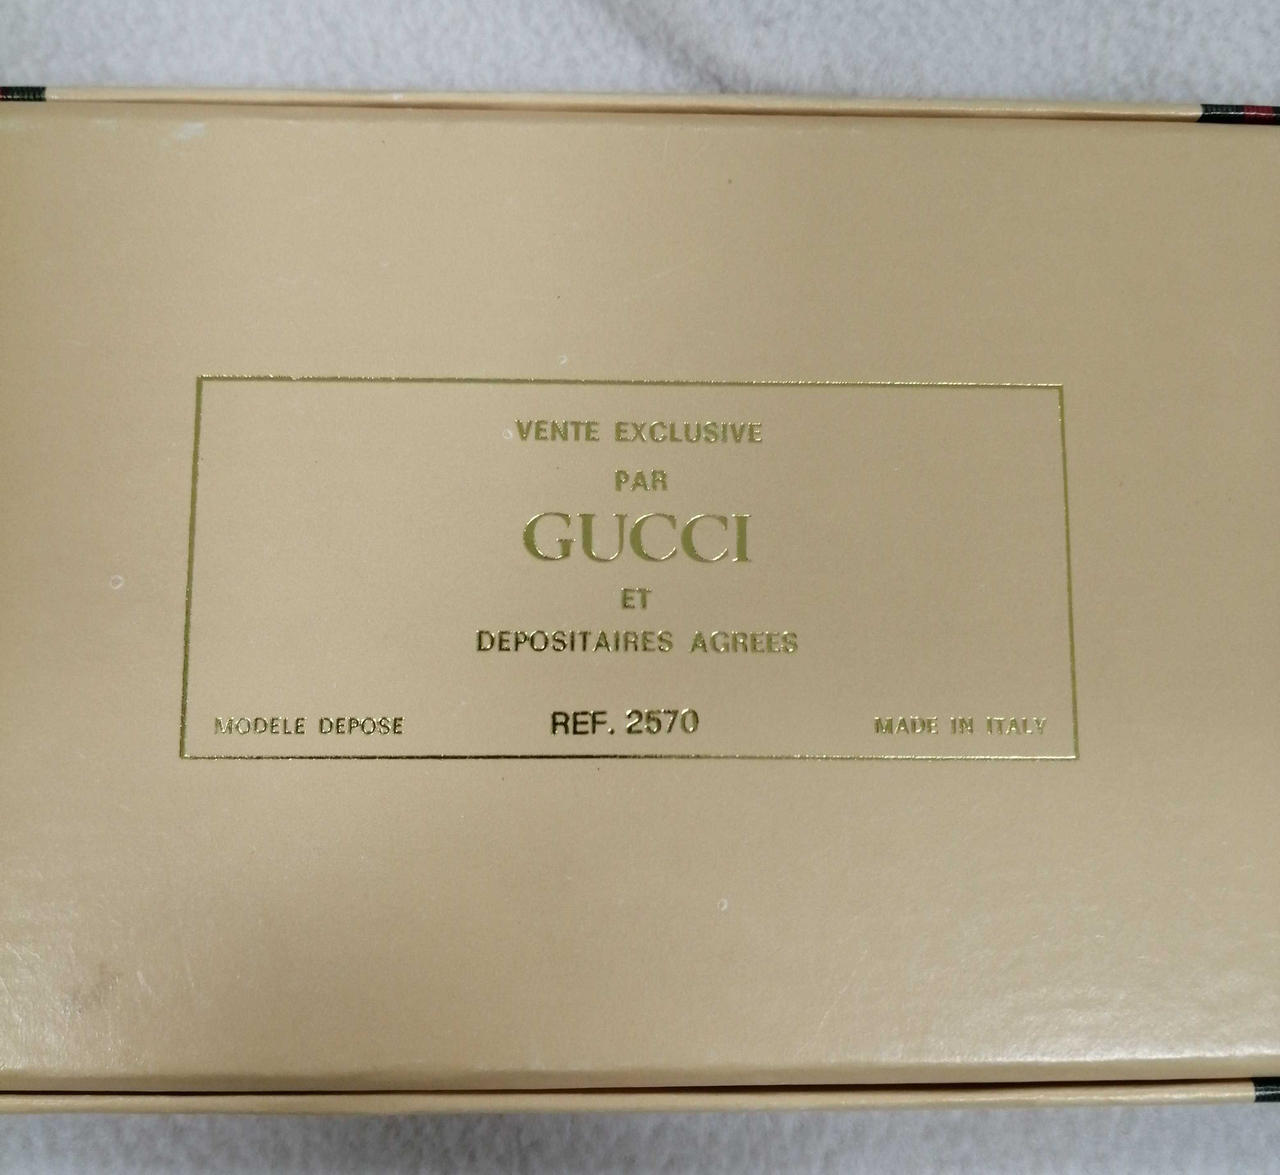 VENTE EXCLUSIVE
PAR
GUCCI
ET
DEPOSITAIRES AGREES
MODELE DEPOSE REF. 2570 MADE IN ITALY